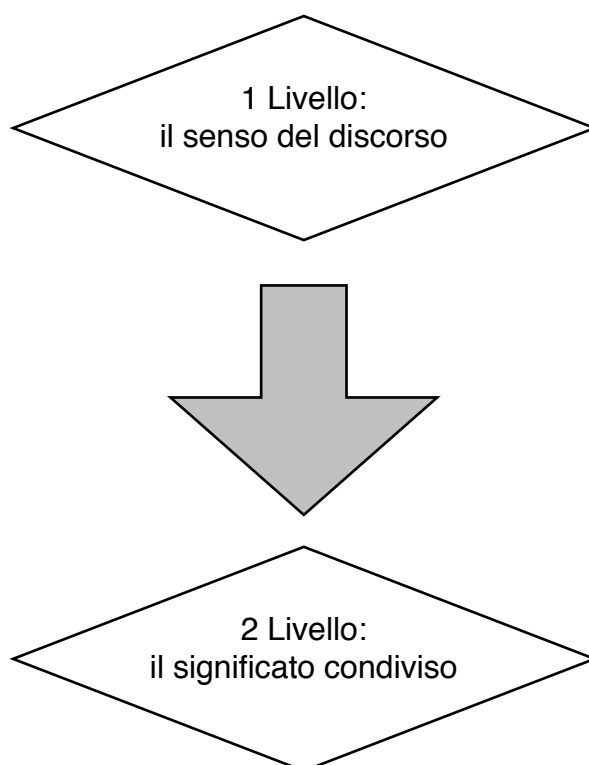 1 Livello:
il senso del discorso
2 Livello:
il significato condiviso